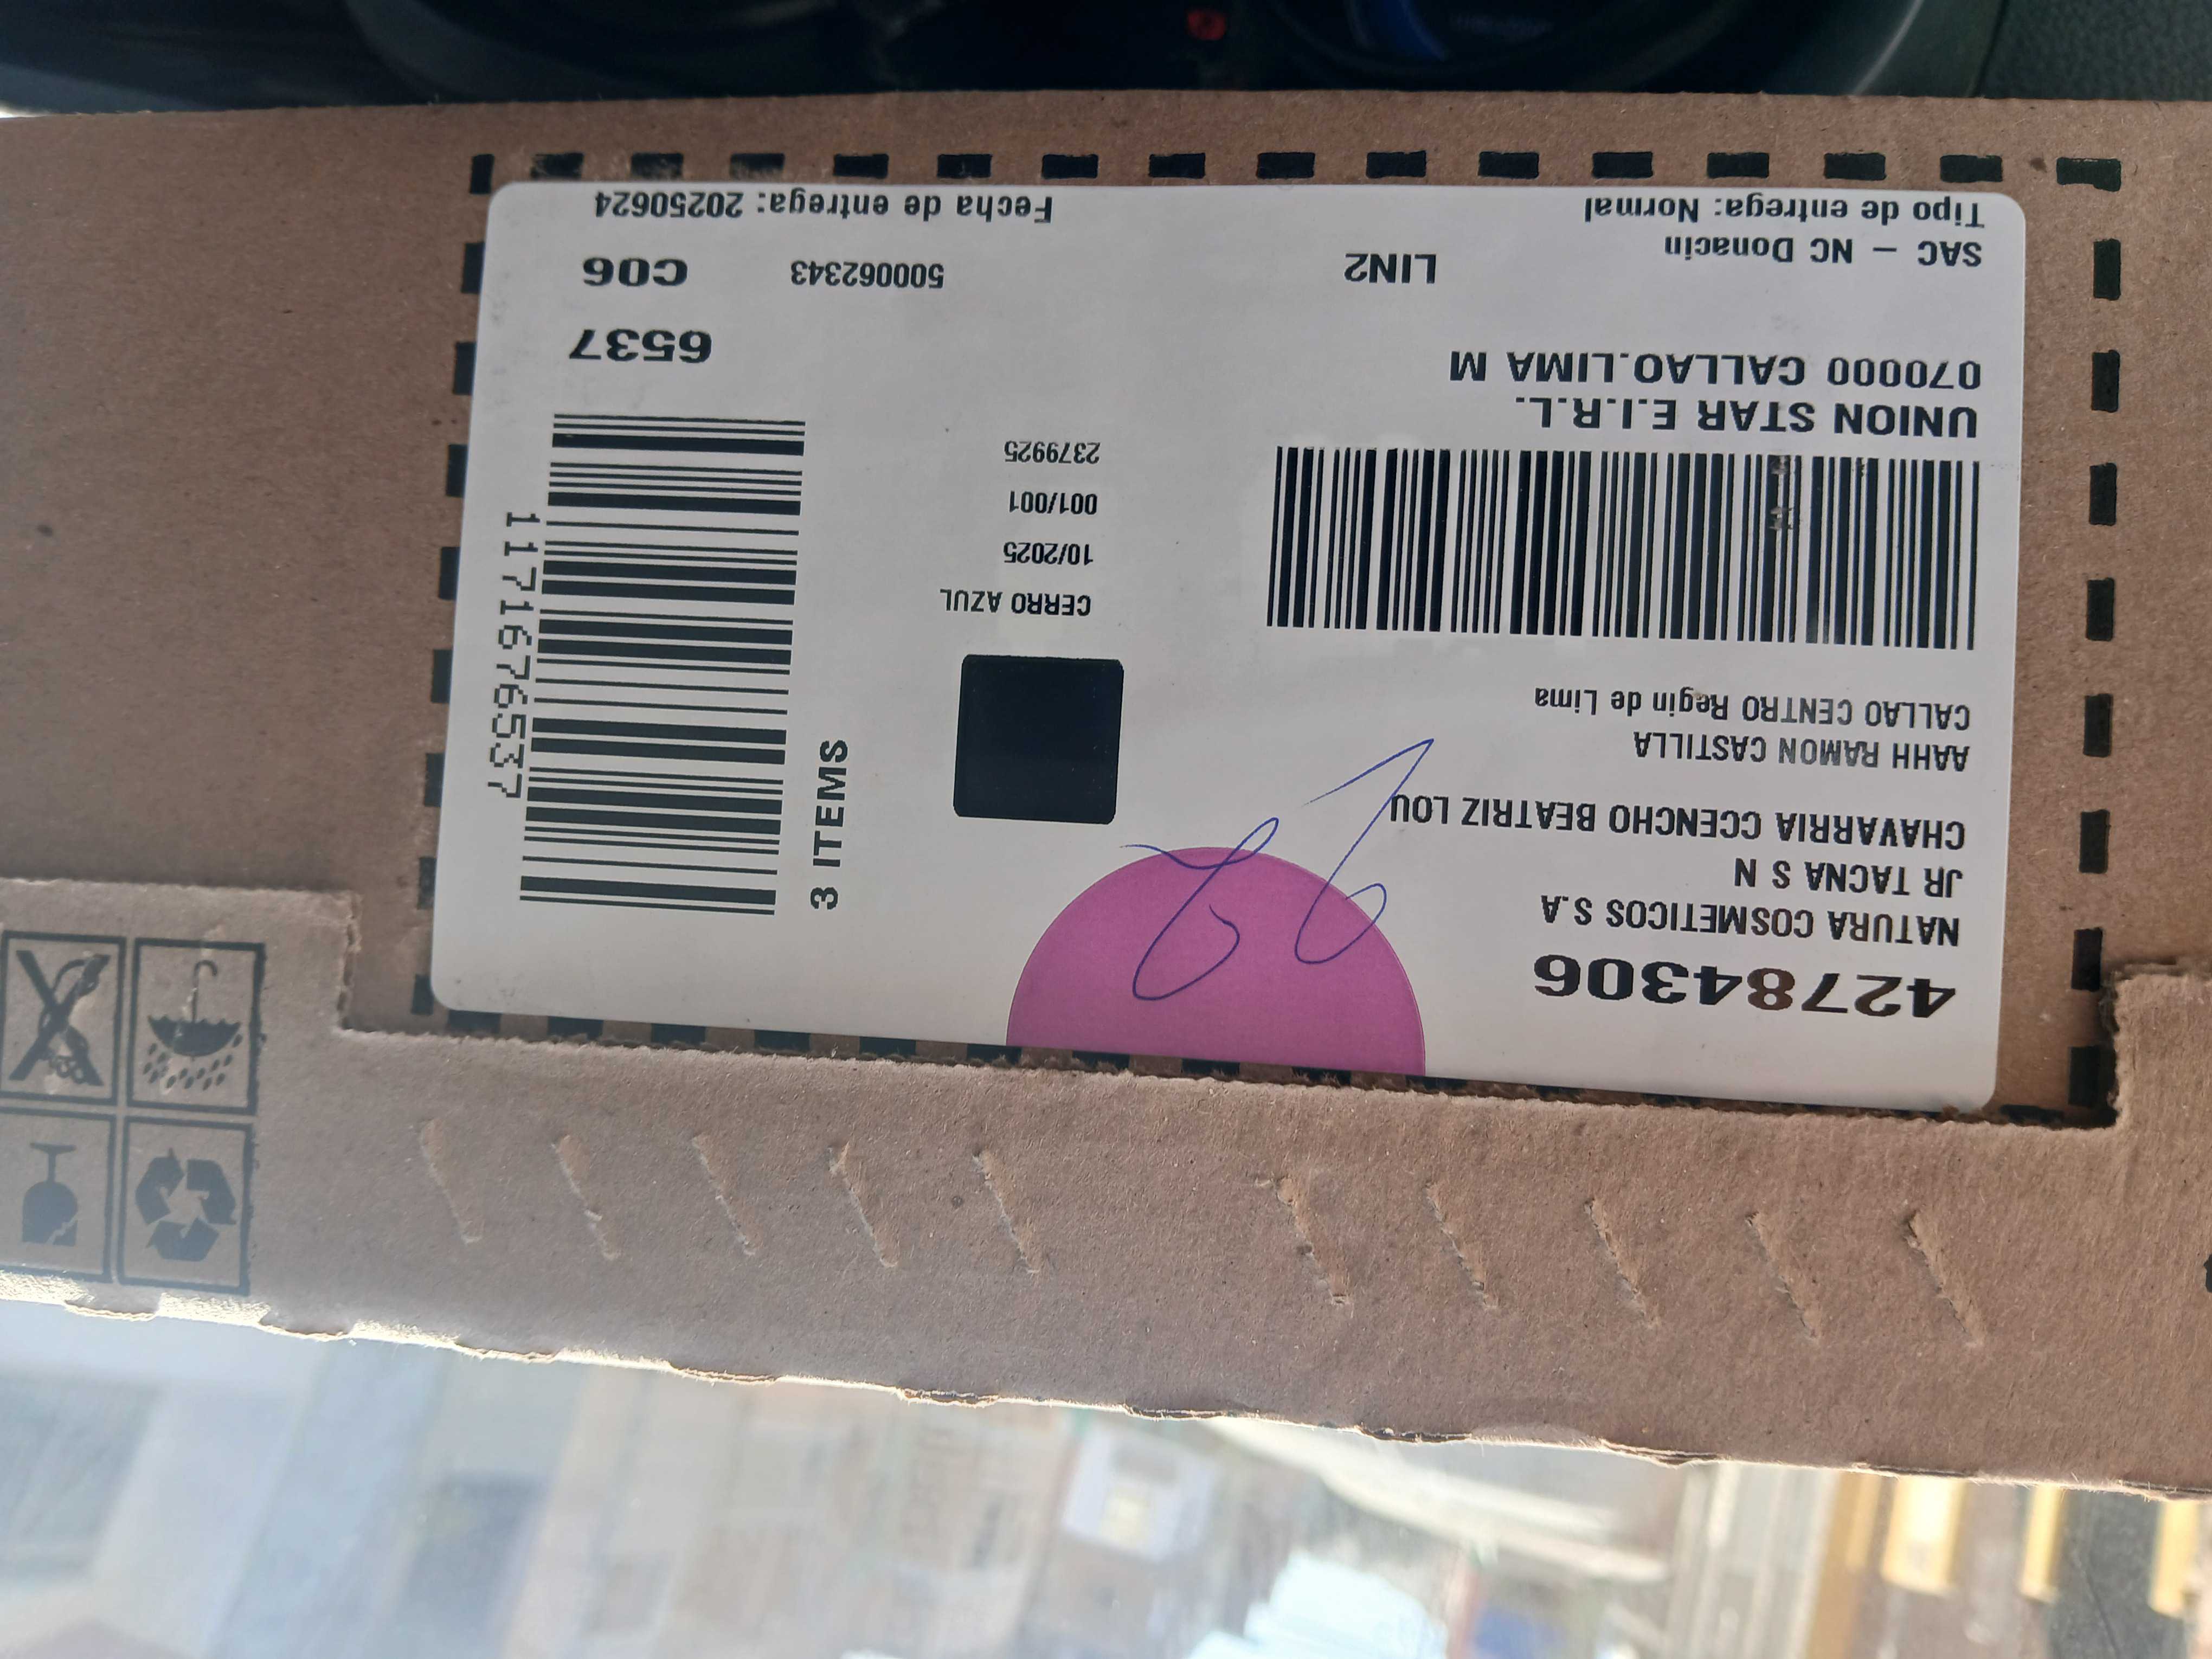 42784306
NATURA COSMETICOS S.A
JR TACNA S N
CHAVARRIA CCENCHO BEATRIZ LOU
AAHH RAMON CASTILLA
CALLAO CENTRO Regin de Lima
UNION STAR E.I.R.L.
070000 CALLAO.LIMA M
SAC – NC Donacin
LIN2
Tipo de entrega: Normal
CERRO AZUL
10/2025
001/001
2379925
3 ITEMS
1171676537
6537
500062343
C06
Fecha de entrega: 20250624